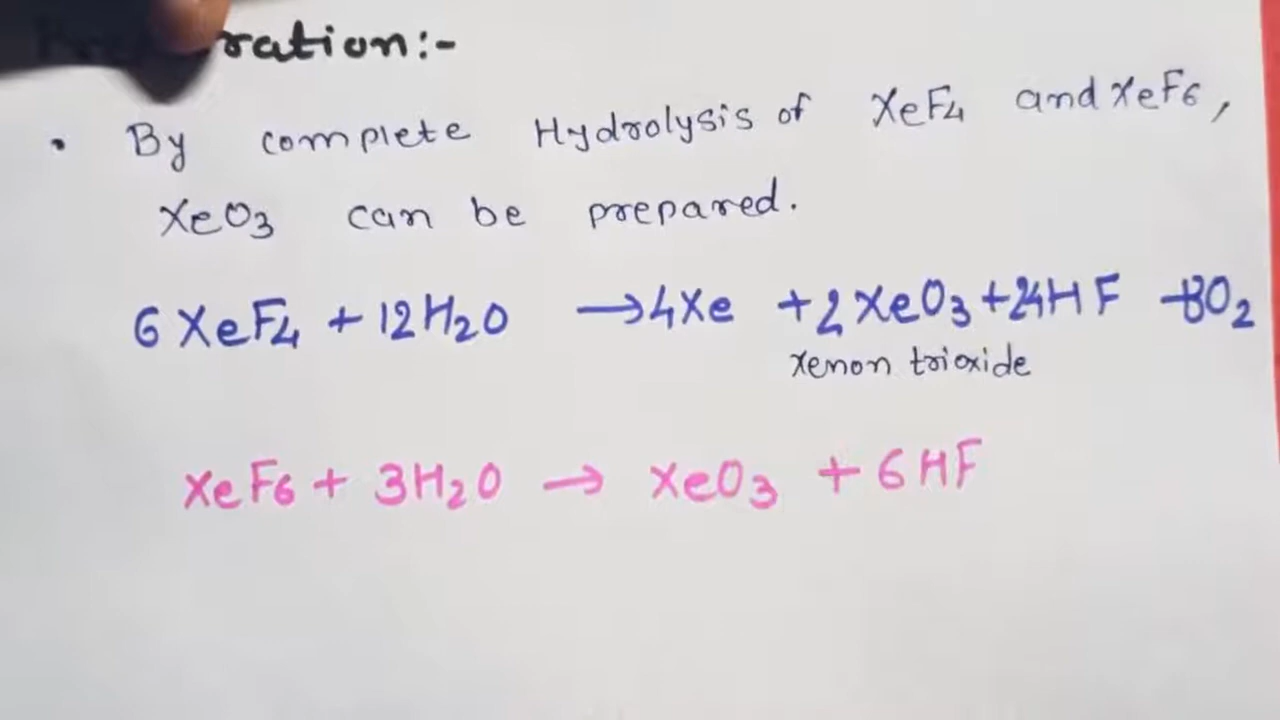 ration:-
• By complete Hydrolysis of XeF4 and XeF6,
XeO3 can be prepared.
6 XeF4 + 12H2O → 4Xe + 2XeO3 + 24HF + 3O2
xenon trioxide
XeF6 + 3H2O → XeO3 + 6HF